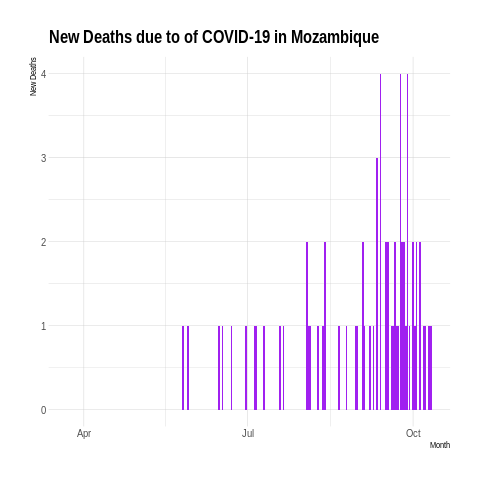 New Deaths due to of COVID-19 in Mozambique
New Deaths
4
3
2
1
0
Apr Jul Oct
Month